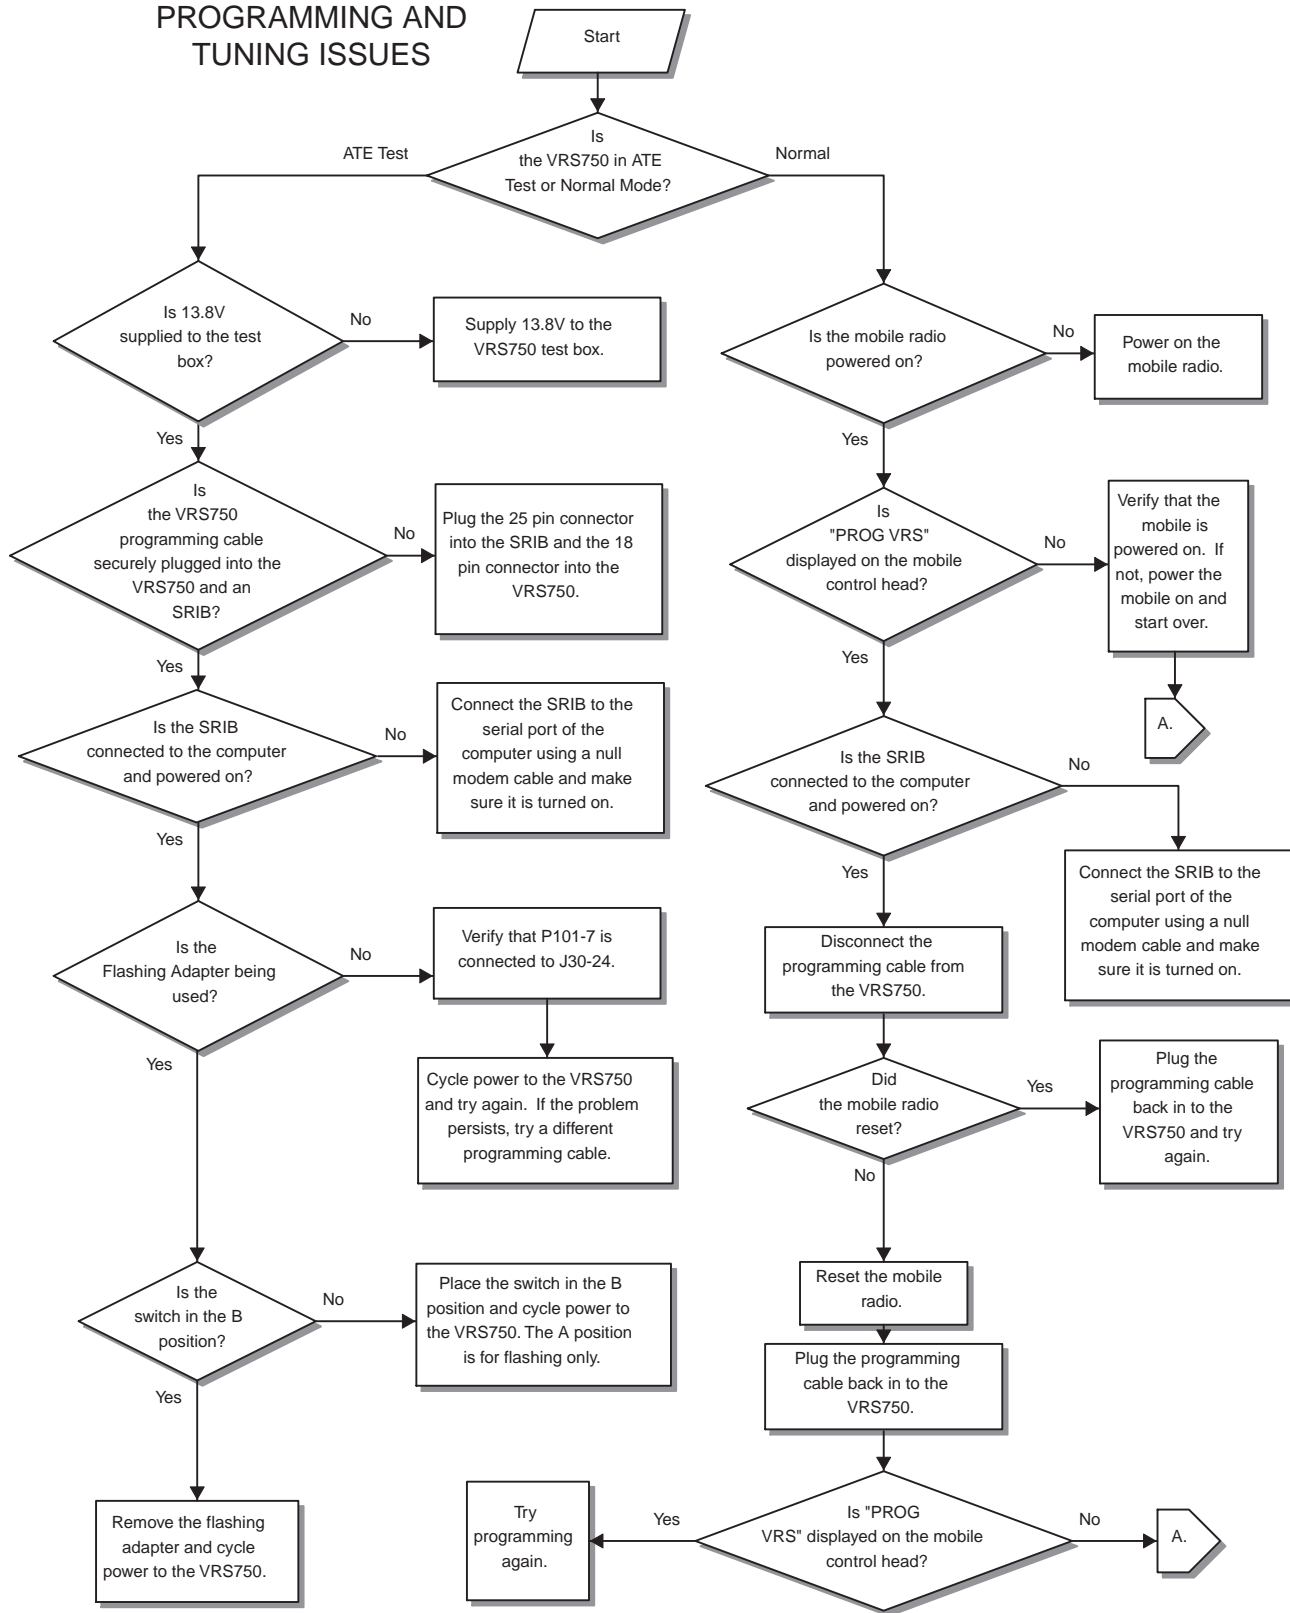 PROGRAMMING AND
TUNING ISSUES
Start
Is
the VRS750 in ATE
Test or Normal Mode?
ATE Test
Normal
Is 13.8V
supplied to the test
box?
No
Supply 13.8V to the
VRS750 test box.
Yes
Is
the VRS750
programming cable
securely plugged into the
VRS750 and an
SRIB?
No
Plug the 25 pin connector
into the SRIB and the 18
pin connector into the
VRS750.
Yes
Is the SRIB
connected to the computer
and powered on?
No
Connect the SRIB to the
serial port of the
computer using a null
modem cable and make
sure it is turned on.
Yes
Is the
Flashing Adapter being
used?
No
Verify that P101-7 is
connected to J30-24.
Cycle power to the VRS750
and try again. If the problem
persists, try a different
programming cable.
Yes
Is the
switch in the B
position?
No
Place the switch in the B
position and cycle power to
the VRS750. The A position
is for flashing only.
Yes
Remove the flashing
adapter and cycle
power to the VRS750.
Is the mobile radio
powered on?
No
Power on the
mobile radio.
Yes
Is
"PROG VRS"
displayed on the mobile
control head?
No
Verify that the
mobile is
powered on. If
not, power the
mobile on and
start over.
A.
Yes
Is the SRIB
connected to the computer
and powered on?
No
Connect the SRIB to the
serial port of the
computer using a null
modem cable and make
sure it is turned on.
Yes
Disconnect the
programming cable from
the VRS750.
Did
the mobile radio
reset?
Yes
Plug the
programming cable
back in to the
VRS750 and try
again.
No
Reset the mobile
radio.
Plug the programming
cable back in to the
VRS750.
Is "PROG
VRS" displayed on the mobile
control head?
Yes
Try
programming
again.
No
A.